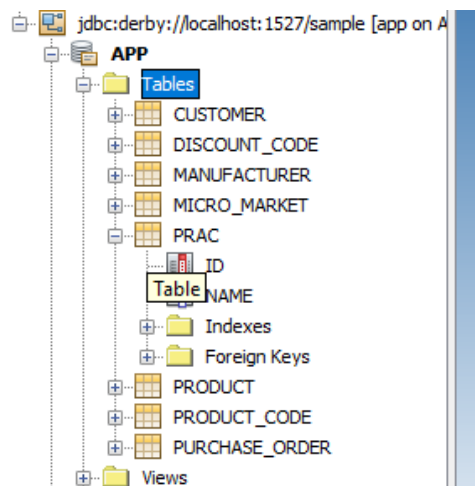 jdbc:derby://localhost:1527/sample [app on A
APP
Tables
CUSTOMER
DISCOUNT_CODE
MANUFACTURER
MICRO_MARKET
PRAC
ID
Table
NAME
Indexes
Foreign Keys
PRODUCT
PRODUCT_CODE
PURCHASE_ORDER
Views